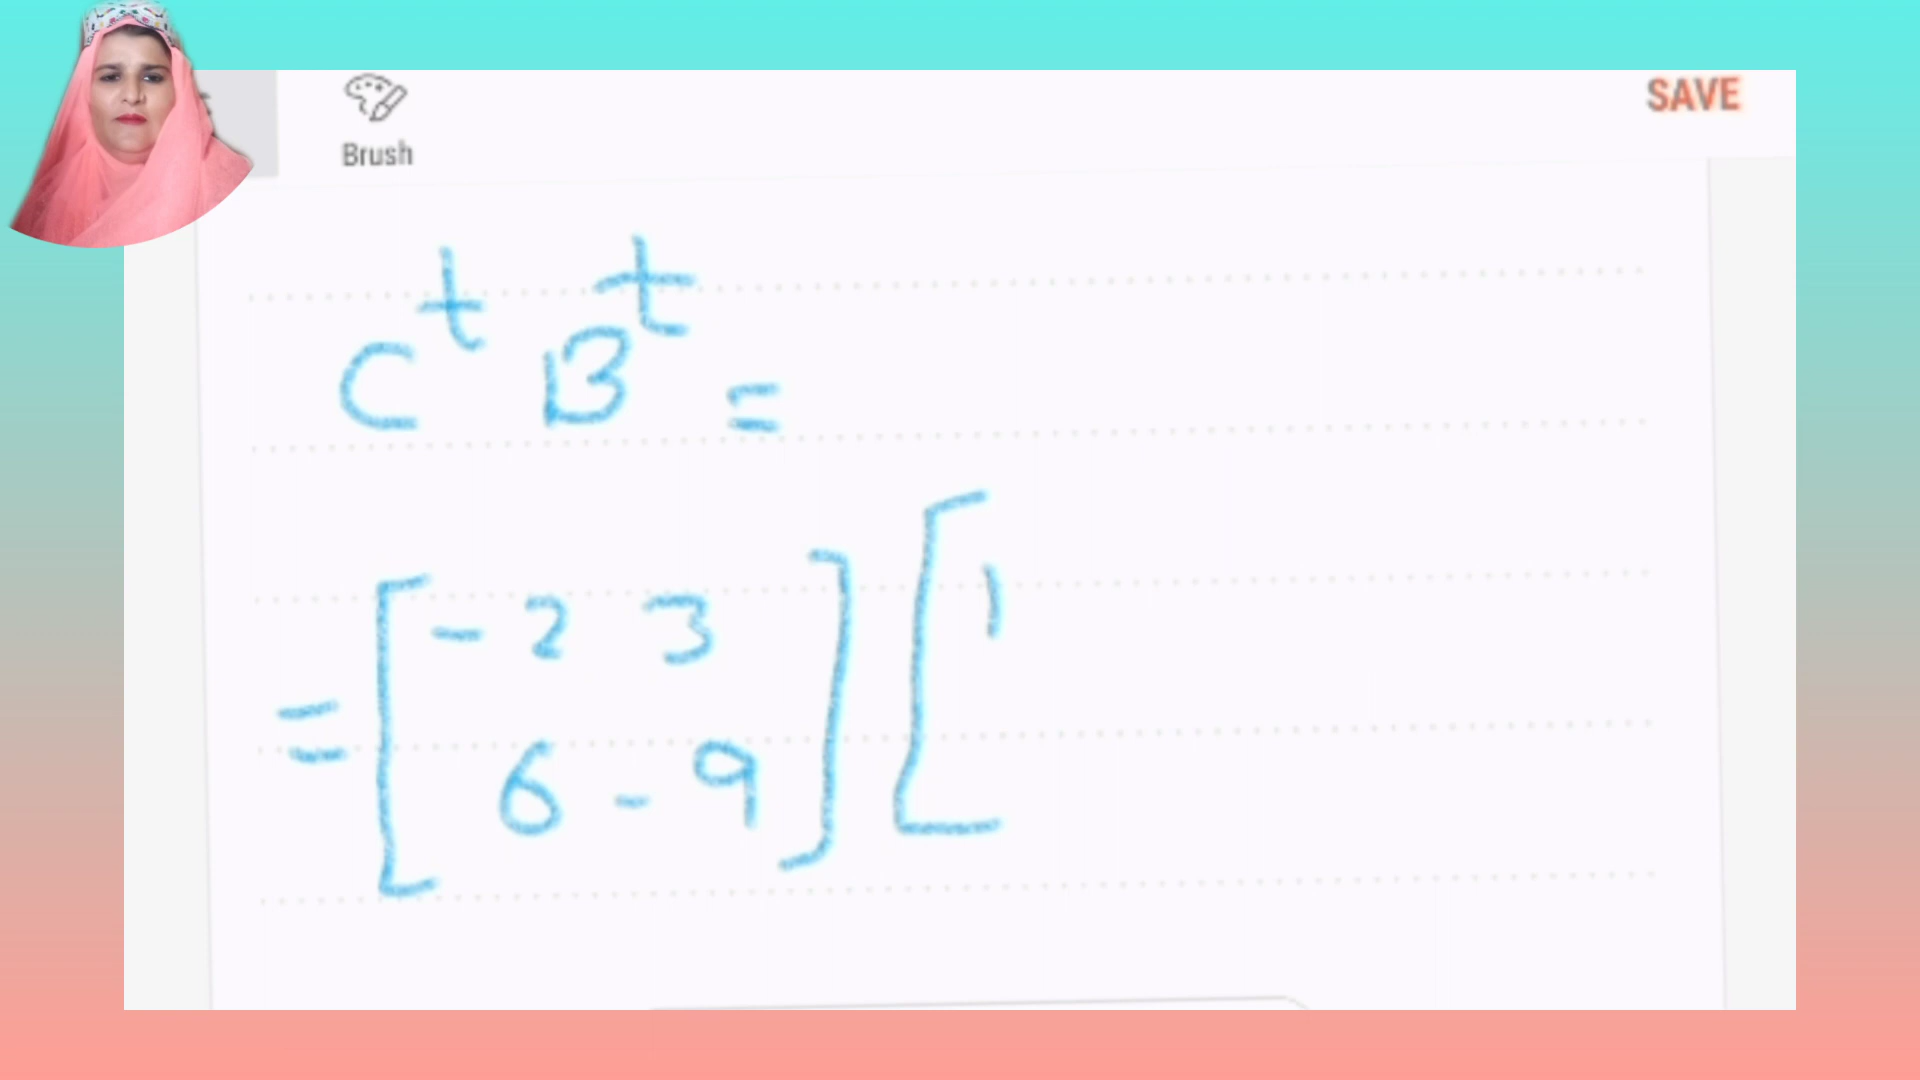 Brush
SAVE
C^t B^t =
= [ -2 3
6 -9 ] [ 1